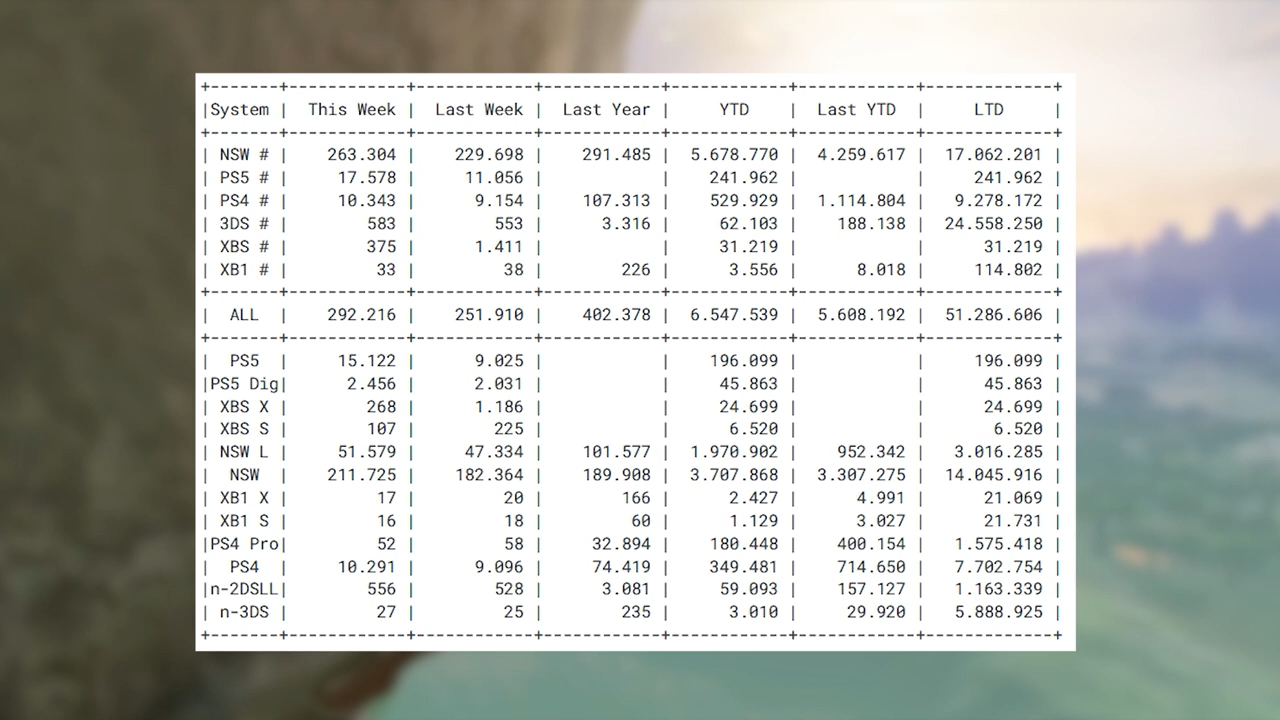 +-------+-----------+-----------+-----------+-----------+-----------+------------+
|System | This Week | Last Week | Last Year | YTD | Last YTD | LTD |
+-------+-----------+-----------+-----------+-----------+-----------+------------+
| NSW # | 263.304 | 229.698 | 291.485 | 5.678.770 | 4.259.617 | 17.062.201 |
| PS5 # | 17.578 | 11.056 | | 241.962 | | 241.962 |
| PS4 # | 10.343 | 9.154 | 107.313 | 529.929 | 1.114.804 | 9.278.172 |
| 3DS # | 583 | 553 | 3.316 | 62.103 | 188.138 | 24.558.250 |
| XBS # | 375 | 1.411 | | 31.219 | | 31.219 |
| XB1 # | 33 | 38 | 226 | 3.556 | 8.018 | 114.802 |
+-------+-----------+-----------+-----------+-----------+-----------+------------+
| ALL | 292.216 | 251.910 | 402.378 | 6.547.539 | 5.608.192 | 51.286.606 |
+-------+-----------+-----------+-----------+-----------+-----------+------------+
| PS5 | 15.122 | 9.025 | | 196.099 | | 196.099 |
|PS5 Dig| 2.456 | 2.031 | | 45.863 | | 45.863 |
| XBS X | 268 | 1.186 | | 24.699 | | 24.699 |
| XBS S | 107 | 225 | | 6.520 | | 6.520 |
| NSW L | 51.579 | 47.334 | 101.577 | 1.970.902 | 952.342 | 3.016.285 |
| NSW | 211.725 | 182.364 | 189.908 | 3.707.868 | 3.307.275 | 14.045.916 |
| XB1 X | 17 | 20 | 166 | 2.427 | 4.991 | 21.069 |
| XB1 S | 16 | 18 | 60 | 1.129 | 3.027 | 21.731 |
|PS4 Pro| 52 | 58 | 32.894 | 180.448 | 400.154 | 1.575.418 |
| PS4 | 10.291 | 9.096 | 74.419 | 349.481 | 714.650 | 7.702.754 |
|n-2DSLL| 556 | 528 | 3.081 | 59.093 | 157.127 | 1.163.339 |
| n-3DS | 27 | 25 | 235 | 3.010 | 29.920 | 5.888.925 |
+-------+-----------+-----------+-----------+-----------+-----------+------------+